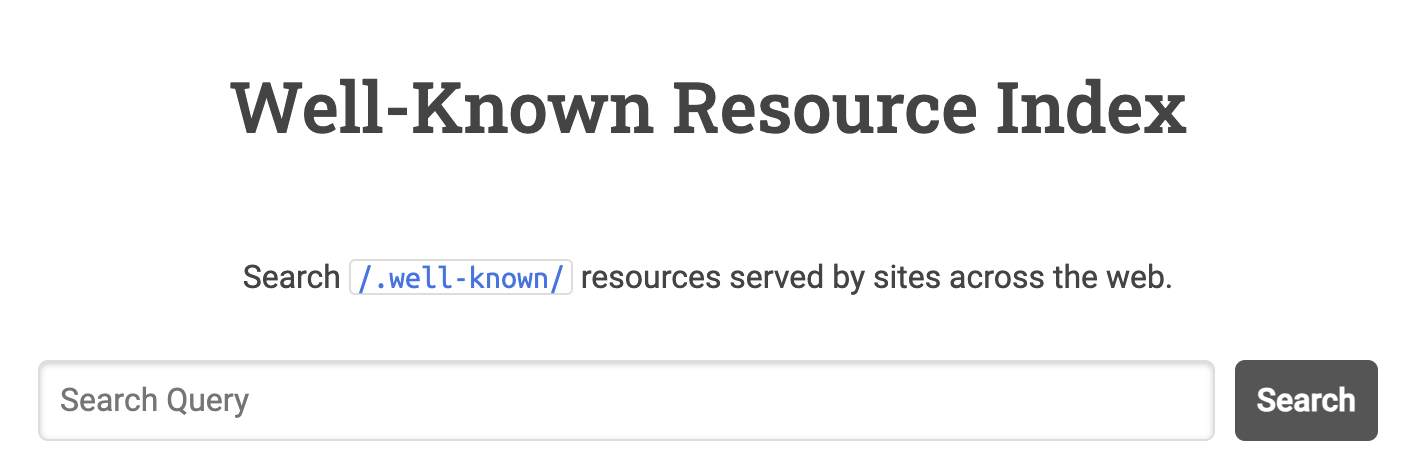 Well-Known Resource Index
Search /.well-known/ resources served by sites across the web.
Search Query
Search